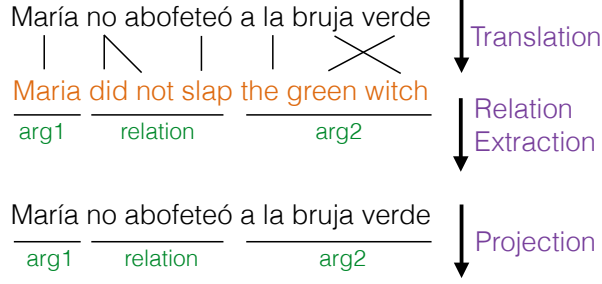 María no abofeteó a la bruja verde
Translation
Maria did not slap the green witch
arg1 relation arg2
Relation
Extraction
María no abofeteó a la bruja verde
arg1 relation arg2
Projection